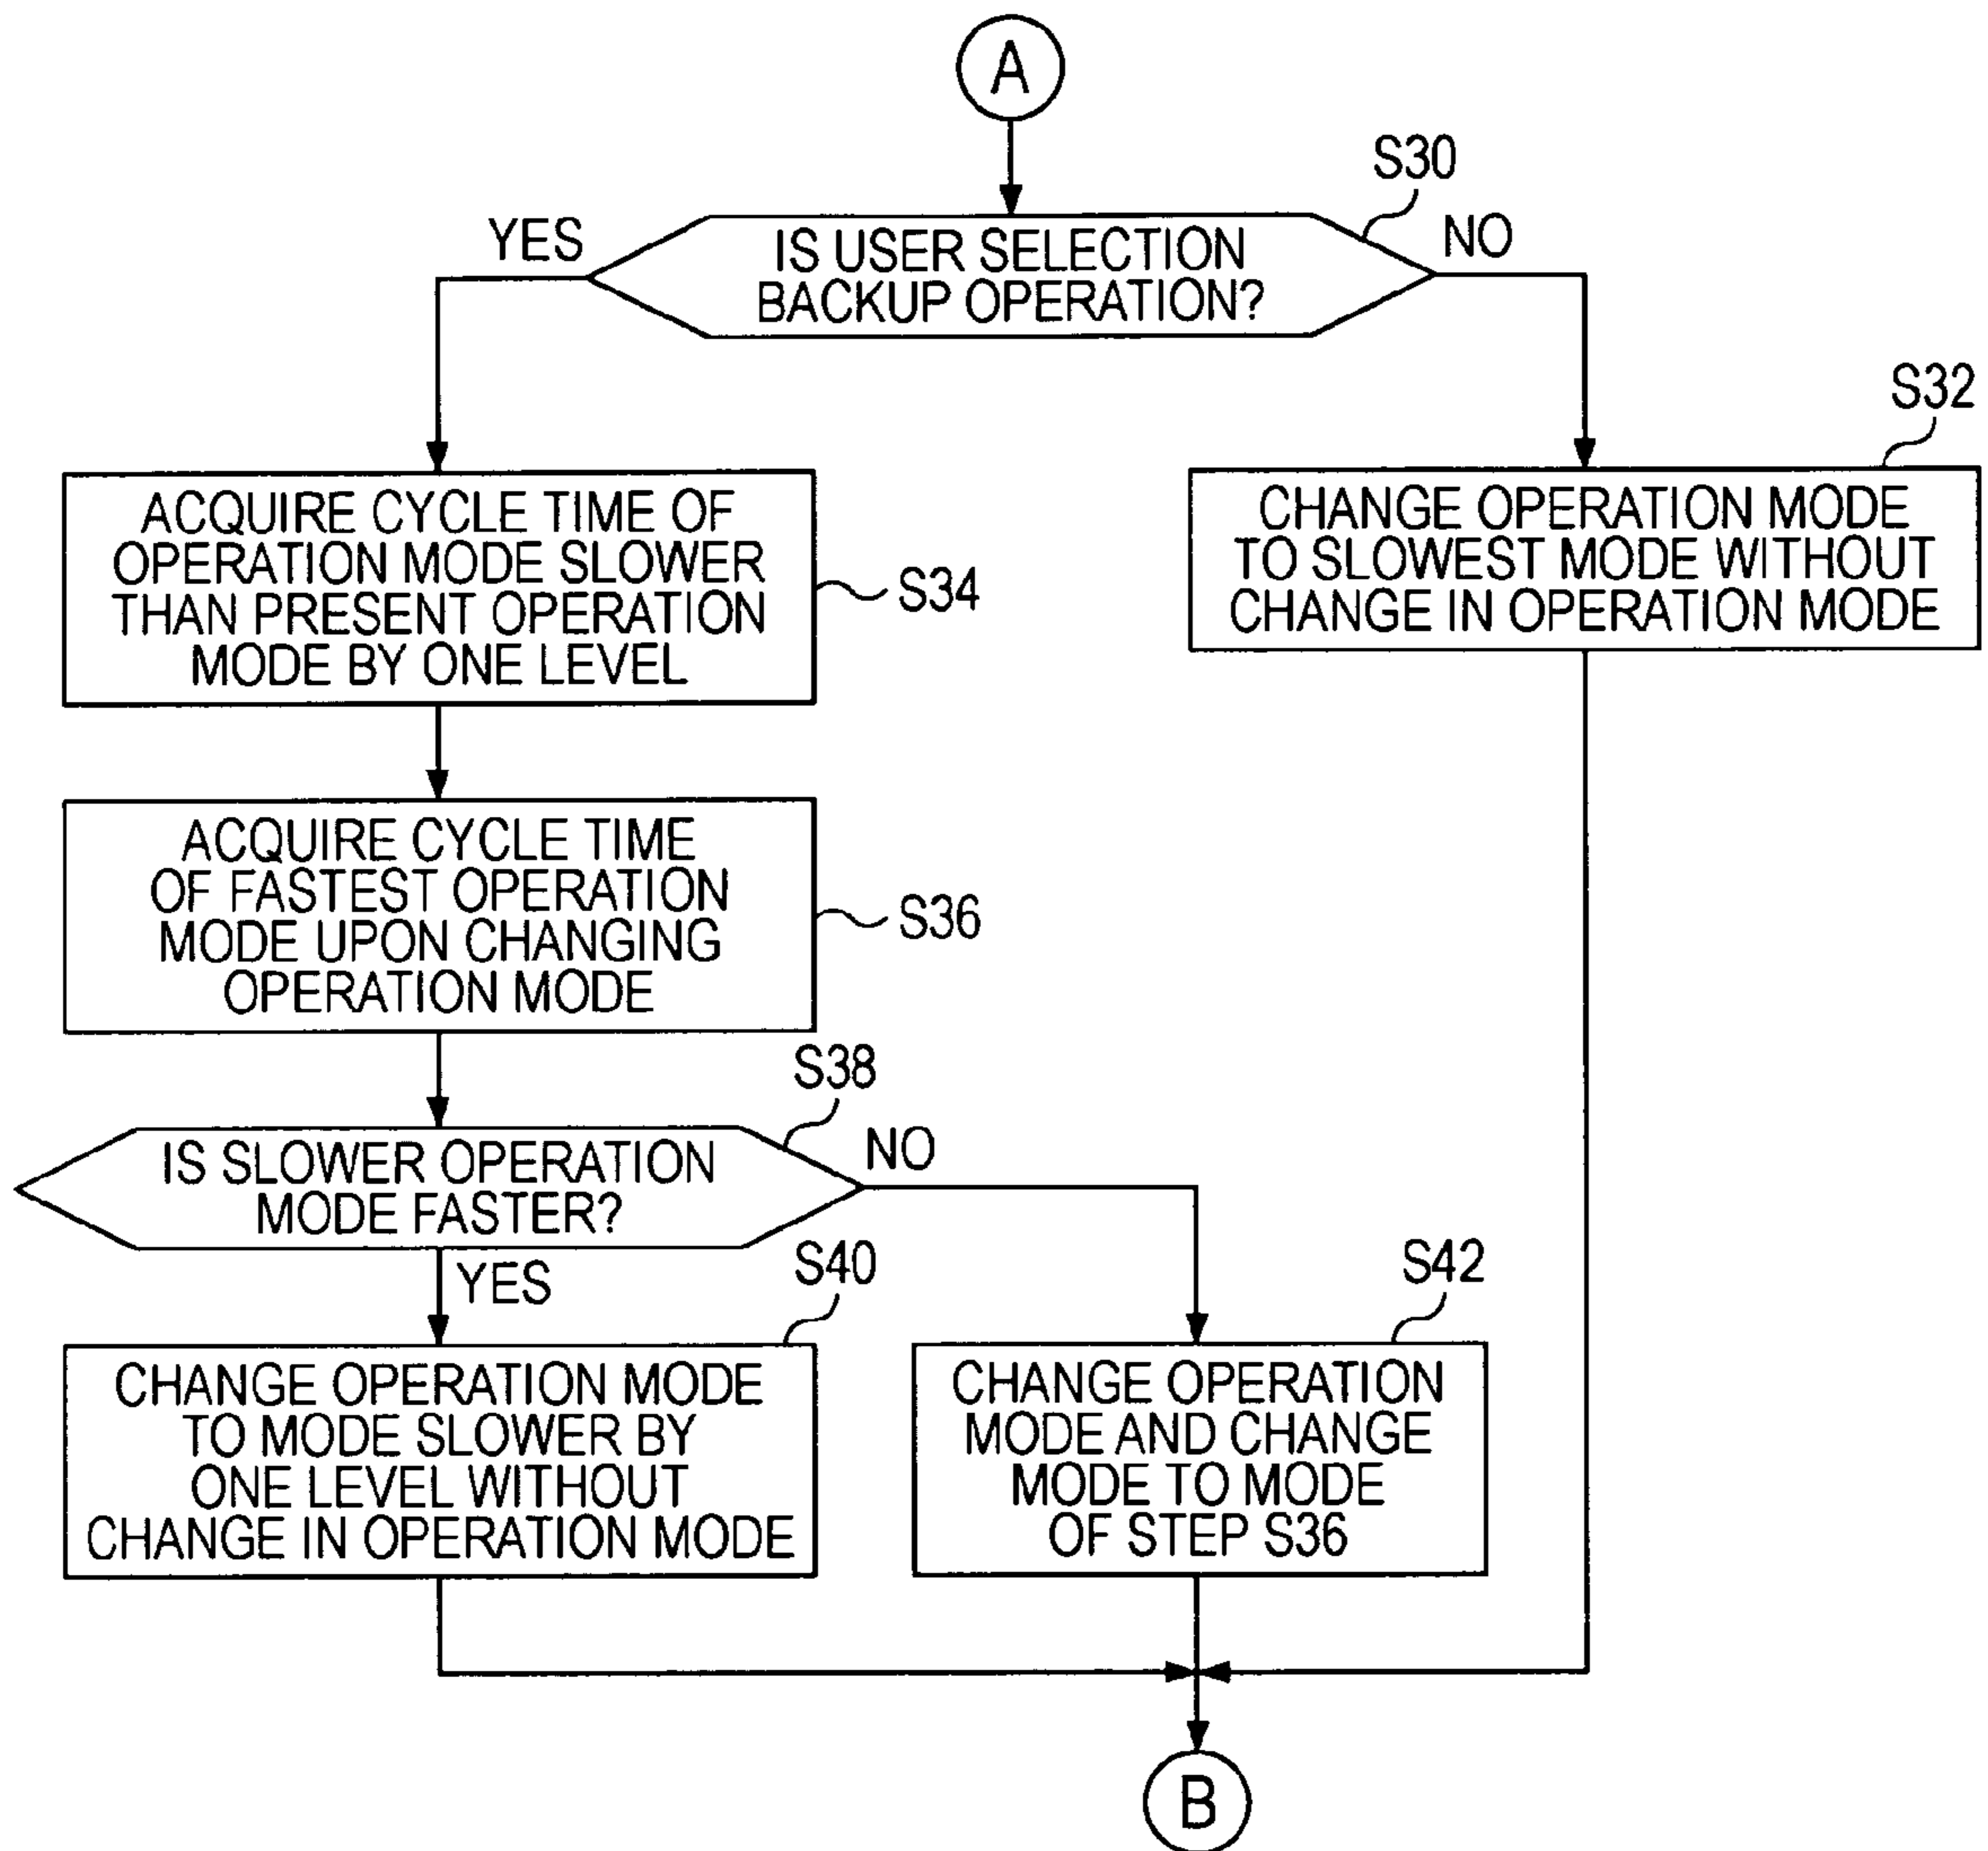 A
S30
YES
NO
IS USER SELECTION
BACKUP OPERATION?
S32
CHANGE OPERATION MODE
TO SLOWEST MODE WITHOUT
CHANGE IN OPERATION MODE
ACQUIRE CYCLE TIME OF
OPERATION MODE SLOWER
THAN PRESENT OPERATION
MODE BY ONE LEVEL
S34
ACQUIRE CYCLE TIME
OF FASTEST OPERATION
MODE UPON CHANGING
OPERATION MODE
S36
S38
IS SLOWER OPERATION
MODE FASTER?
NO
YES
S40
CHANGE OPERATION MODE
TO MODE SLOWER BY
ONE LEVEL WITHOUT
CHANGE IN OPERATION MODE
S42
CHANGE OPERATION
MODE AND CHANGE
MODE TO MODE
OF STEP S36
B